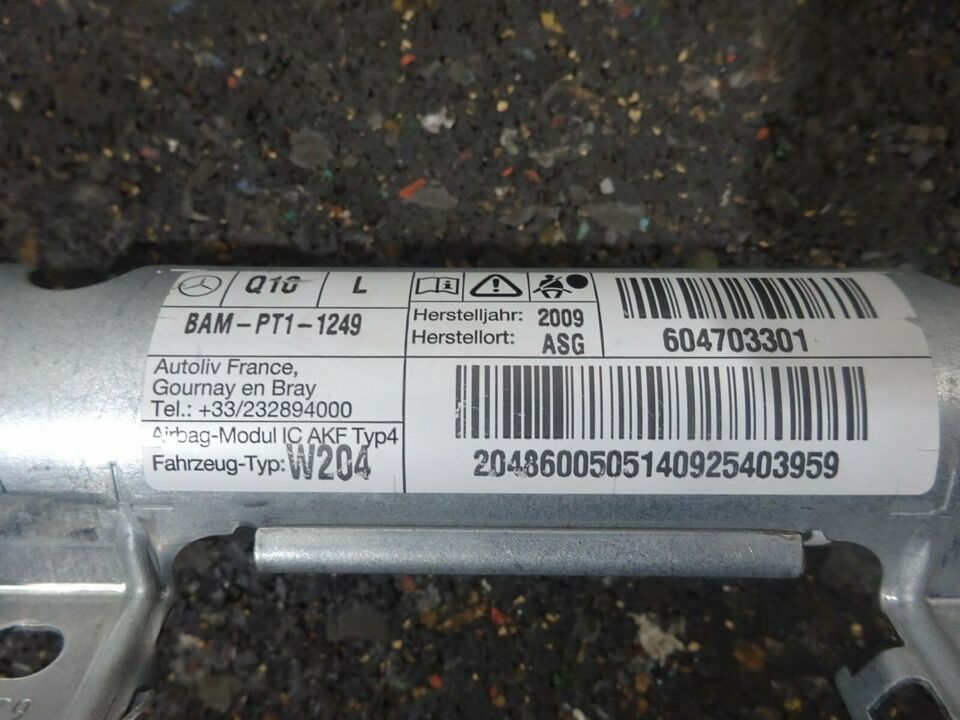 Q16 L
BAM-PT1-1249
Herstelljahr: 2009
Herstellort: ASG
604703301
Autoliv France,
Gournay en Bray
Tel.: +33/232894000
Airbag-Modul IC AKF Typ4
Fahrzeug-Typ: W204
2048600505140925403959